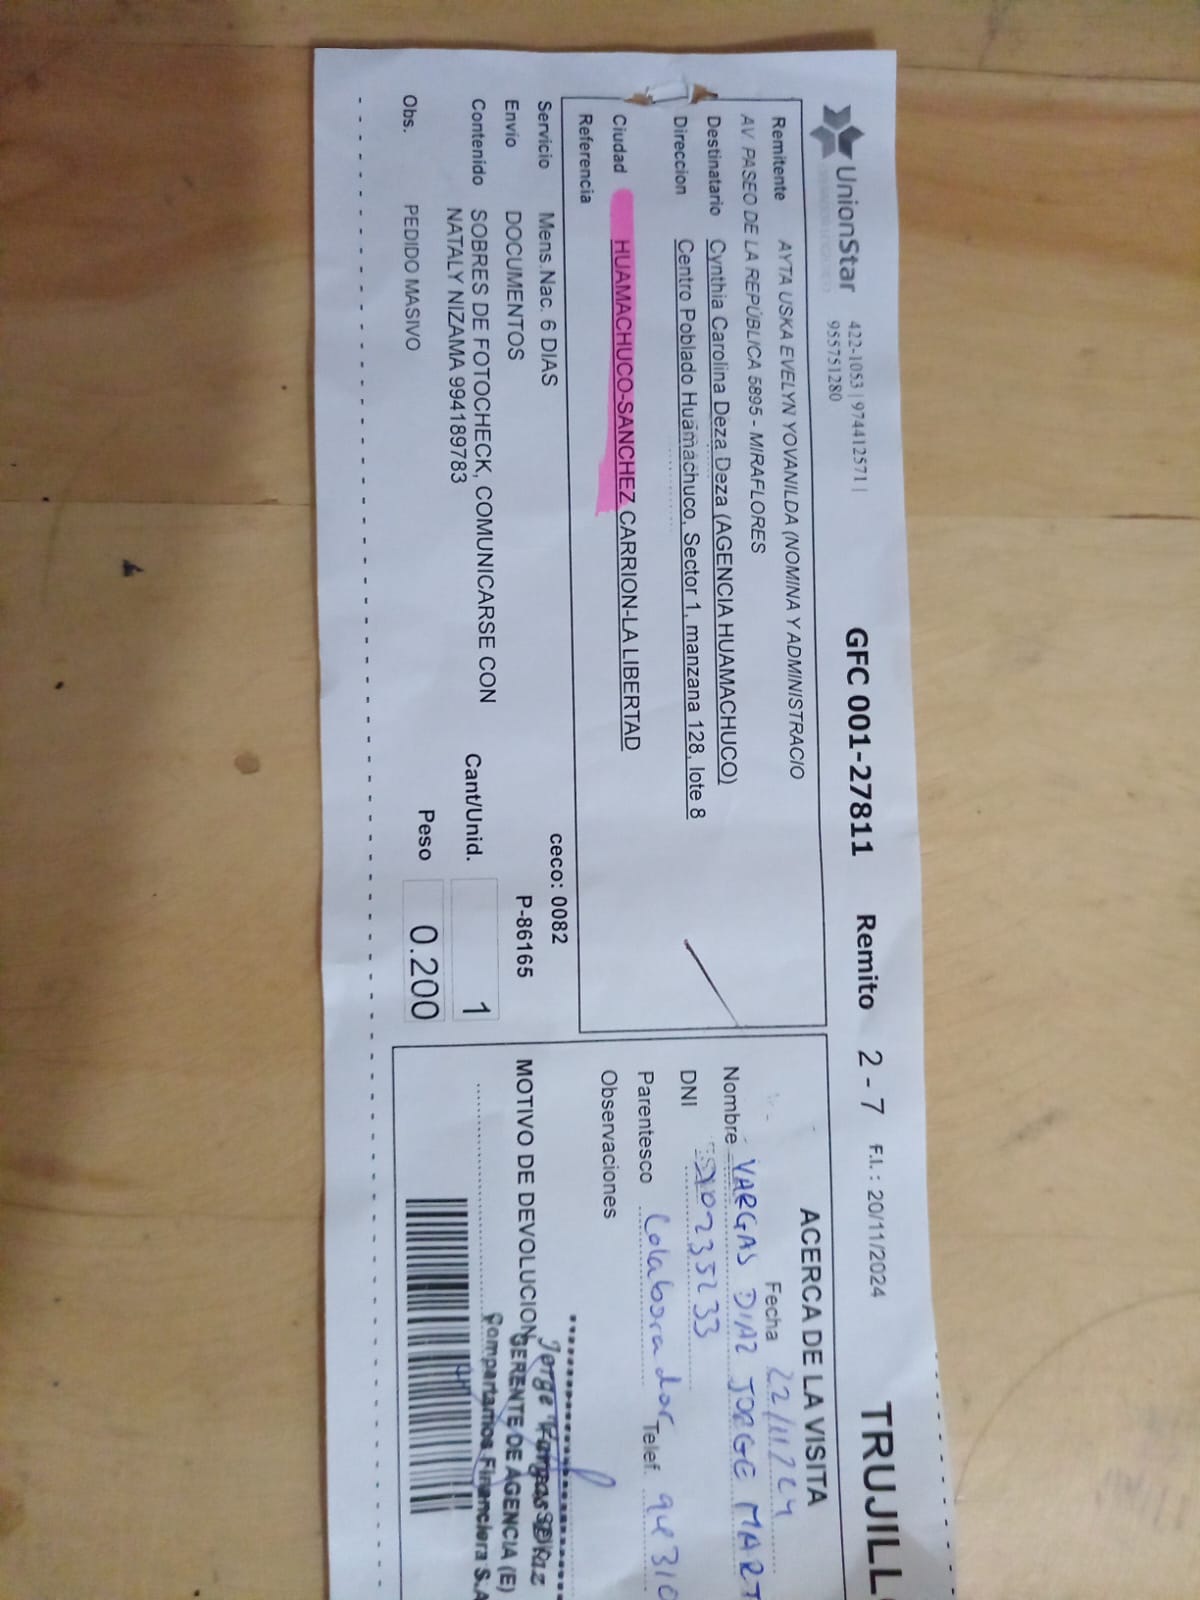 UnionStar
422-1053 | 974412571 |
955751280
GFC 001-27811 Remito 2 - 7 F.I.: 20/11/2024 TRUJILL
Remitente AYTA USKA EVELYN YOVANILDA (NOMINA Y ADMINISTRACIO
AV. PASEO DE LA REPÚBLICA 5895 - MIRAFLORES
Destinatario Cynthia Carolina Deza Deza (AGENCIA HUAMACHUCO)
Direccion Centro Poblado Huamachuco, Sector 1, manzana 128, lote 8
Ciudad HUAMACHUCO-SANCHEZ CARRION-LA LIBERTAD
Referencia
Servicio Mens.Nac. 6 DIAS
ceco: 0082
Envio DOCUMENTOS
P-86165
Contenido SOBRES DE FOTOCHECK, COMUNICARSE CON
NATALY NIZAMA 994189783
Cant/Unid. 1
Obs. PEDIDO MASIVO
Peso 0.200
ACERCA DE LA VISITA
Fecha 22/11/24
Nombre VARGAS DIAZ JORGE MART
DNI
Parentesco Colaborador Telef. 94310
Observaciones
MOTIVO DE DEVOLUCION
Jorge Vargas Diaz
GERENTE DE AGENCIA (E)
Compartamos Financiera S.A